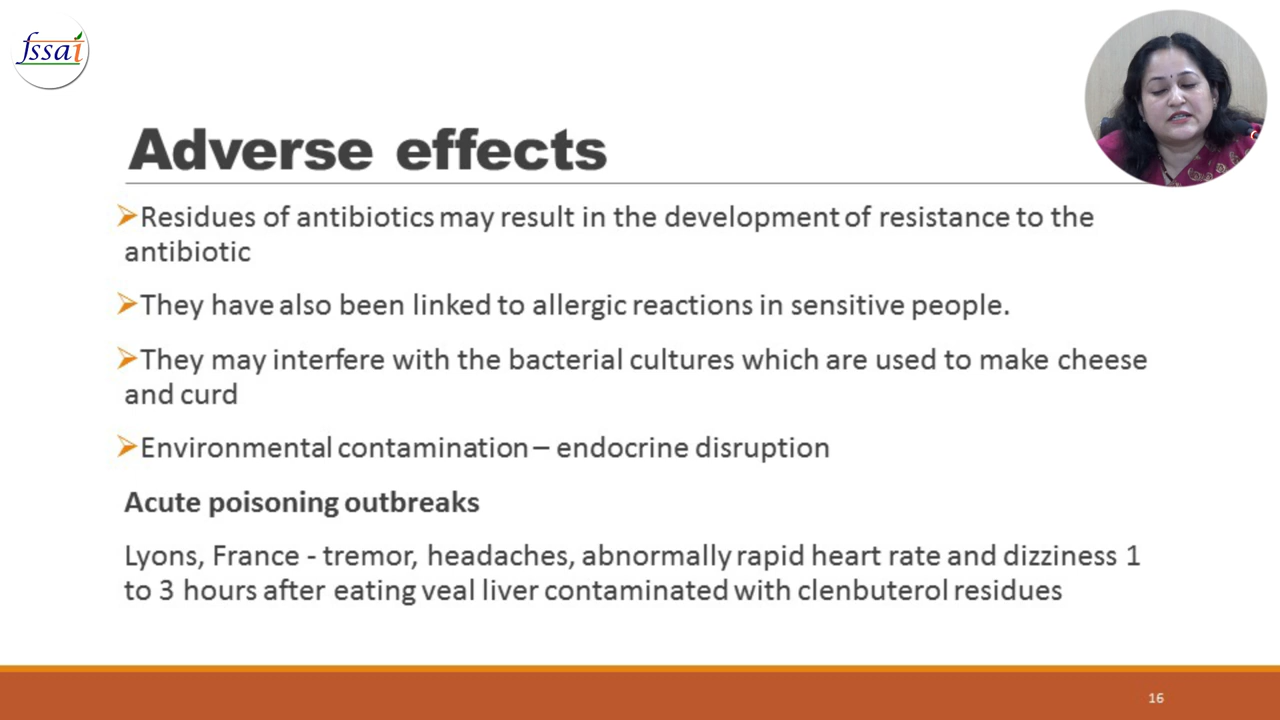 fssai
Adverse effects
➢Residues of antibiotics may result in the development of resistance to the
antibiotic
➢They have also been linked to allergic reactions in sensitive people.
➢They may interfere with the bacterial cultures which are used to make cheese
and curd
➢Environmental contamination – endocrine disruption
Acute poisoning outbreaks
Lyons, France - tremor, headaches, abnormally rapid heart rate and dizziness 1
to 3 hours after eating veal liver contaminated with clenbuterol residues
16